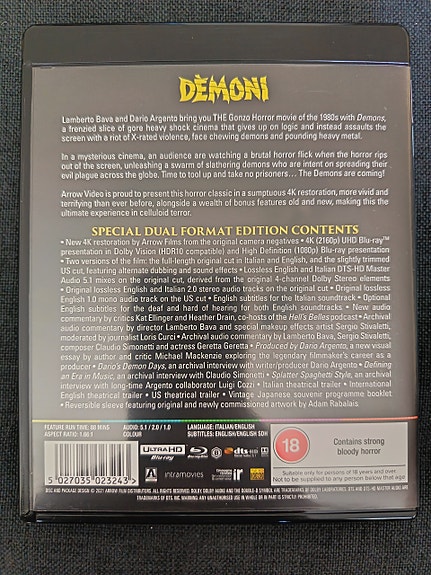 DÈMONI
Lamberto Bava and Dario Argento bring you THE Gonzo Horror movie of the 1980s with Demons,
a frenzied slice of gore heavy shock cinema that gives up on logic and instead assaults the
screen with a riot of X-rated violence, face chewing demons and pounding heavy metal.
In a mysterious cinema, an audience are watching a brutal horror flick when the horror rips
out of the screen, unleashing a swarm of slathering demons who are intent on spreading their
evil plague across the globe. Time to tool up and take no prisoners... The Demons are coming!
Arrow Video is proud to present this horror classic in a sumptuous 4K restoration, more vivid and
terrifying than ever before, alongside a wealth of bonus features old and new, making this the
ultimate experience in celluloid terror.
SPECIAL DUAL FORMAT EDITION CONTENTS
• New 4K restoration by Arrow Films from the original camera negatives • 4K (2160p) UHD Blu-ray™
presentation in Dolby Vision (HDR10 compatible) and High Definition (1080p) Blu-ray presentation
• Two versions of the film: the full-length original cut in Italian and English, and the slightly trimmed
US cut, featuring alternate dubbing and sound effects • Lossless English and Italian DTS-HD Master
Audio 5.1 mixes on the original cut, derived from the original 4-channel Dolby Stereo elements
• Original lossless English and Italian 2.0 stereo audio tracks on the original cut • Original lossless
English 1.0 mono audio track on the US cut • English subtitles for the Italian soundtrack • Optional
English subtitles for the deaf and hard of hearing for both English soundtracks • New audio
commentary by critics Kat Ellinger and Heather Drain, co-hosts of the Hell's Belles podcast • Archival
audio commentary by director Lamberto Bava and special makeup effects artist Sergio Stivaletti,
moderated by journalist Loris Curci • Archival audio commentary by Lamberto Bava, Sergio Stivaletti,
composer Claudio Simonetti and actress Geretta Geretta • Produced by Dario Argento, a new visual
essay by author and critic Michael Mackenzie exploring the legendary filmmaker's career as a
producer • Dario's Demon Days, an archival interview with writer/producer Dario Argento • Defining
an Era in Music, an archival interview with Claudio Simonetti • Splatter Spaghetti Style, an archival
interview with long-time Argento collaborator Luigi Cozzi • Italian theatrical trailer • International
English theatrical trailer • US theatrical trailer • Vintage Japanese souvenir programme booklet
• Reversible sleeve featuring original and newly commissioned artwork by Adam Rabalais
FEATURE RUN TIME: 88 MINS
ASPECT RATIO: 1.66:1
AUDIO: 5.1 / 2.0 / 1.0
COLOUR
LANGUAGE: ITALIAN/ENGLISH
SUBTITLES: ENGLISH/ENGLISH SDH
5 027035 023243 >
ULTRA HD
Blu-ray
dts-HD
ARROW
intramovies
18
Contains strong
bloody horror
Suitable only for persons of 18 years and over
Not to be supplied to any person below that age